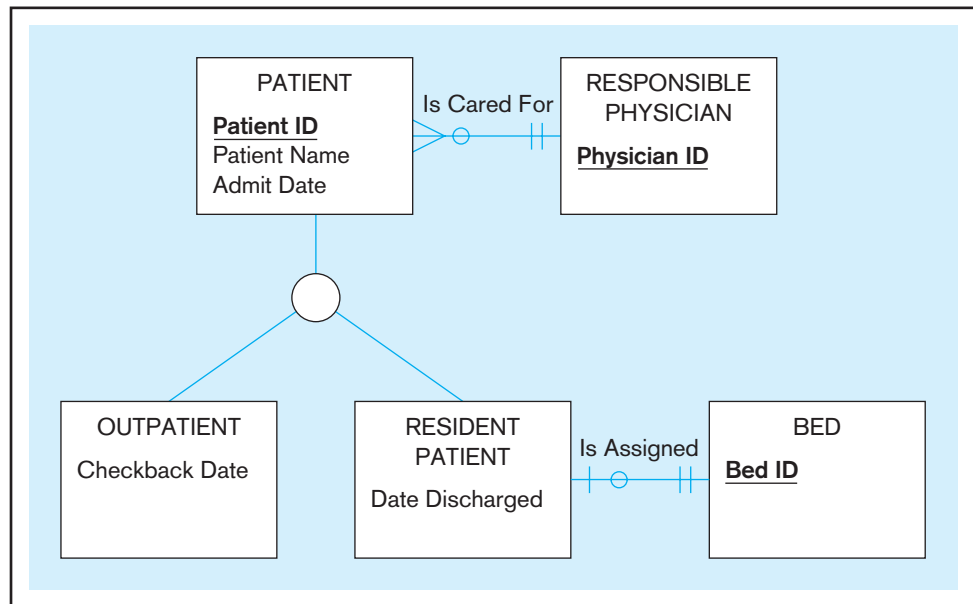 PATIENT
Patient ID
Patient Name
Admit Date
Is Cared For
RESPONSIBLE
PHYSICIAN
Physician ID
OUTPATIENT
Checkback Date
RESIDENT
PATIENT
Date Discharged
Is Assigned
BED
Bed ID